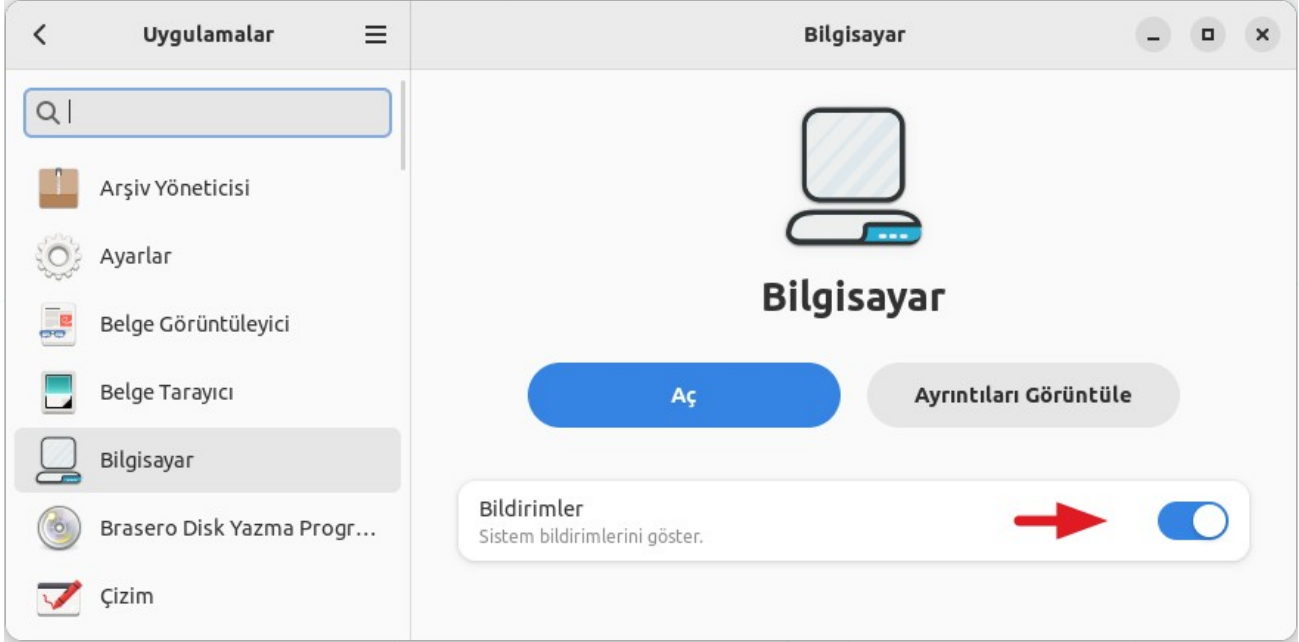 Uygulamalar
Arşiv Yöneticisi
Ayarlar
Belge Görüntüleyici
Belge Tarayıcı
Bilgisayar
Brasero Disk Yazma Progr...
Çizim
Bilgisayar
Bilgisayar
Aç
Ayrıntıları Görüntüle
Bildirimler
Sistem bildirimlerini göster.